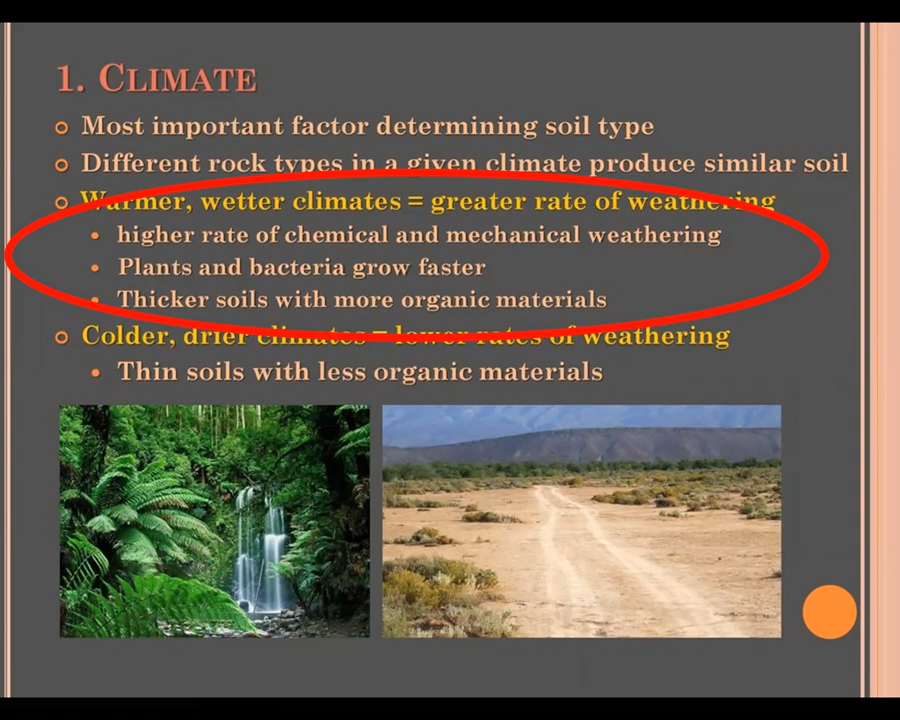 1. CLIMATE
Most important factor determining soil type
Different rock types in a given climate produce similar soil
Warmer, wetter climates = greater rate of weathering
higher rate of chemical and mechanical weathering
Plants and bacteria grow faster
Thicker soils with more organic materials
Colder, drier climates = lower rates of weathering
Thin soils with less organic materials